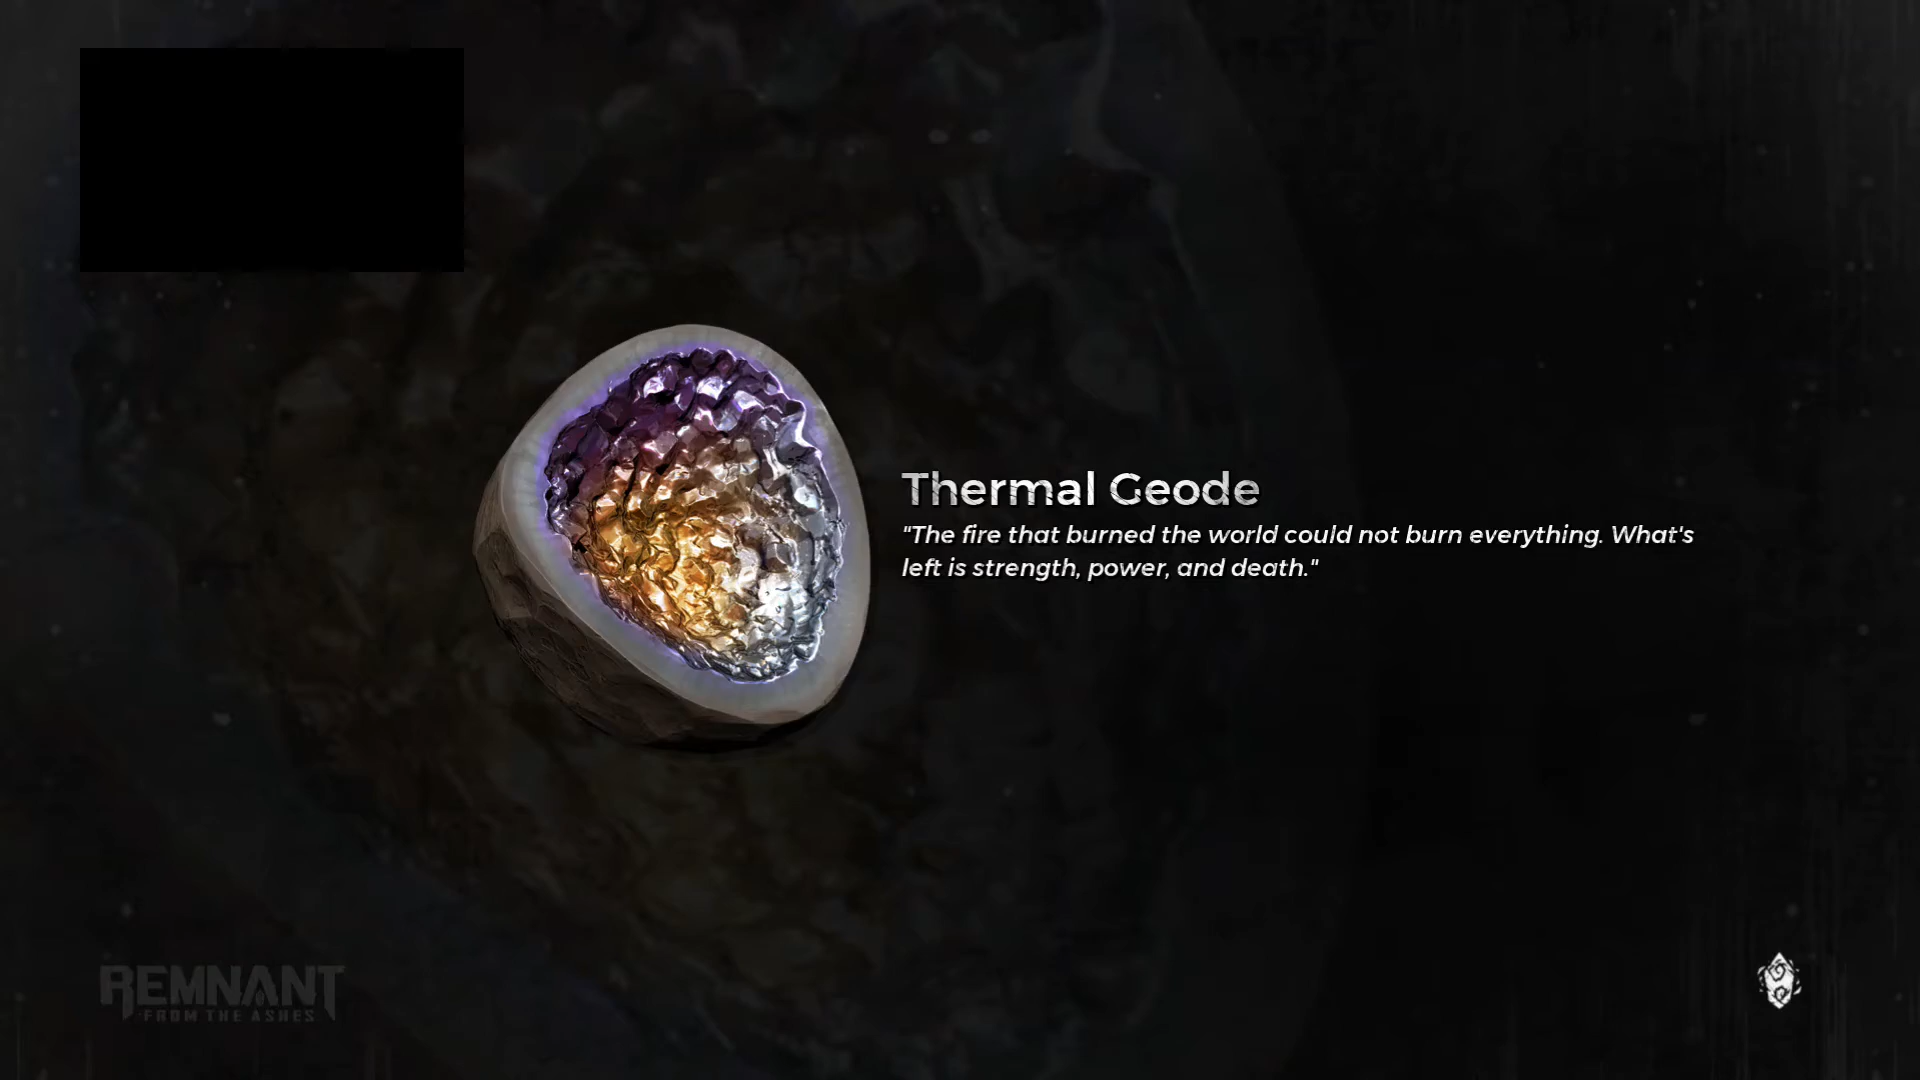 Thermal Geode
"The fire that burned the world could not burn everything. What's
left is strength, power, and death."
REMNANT
FROM THE ASHES